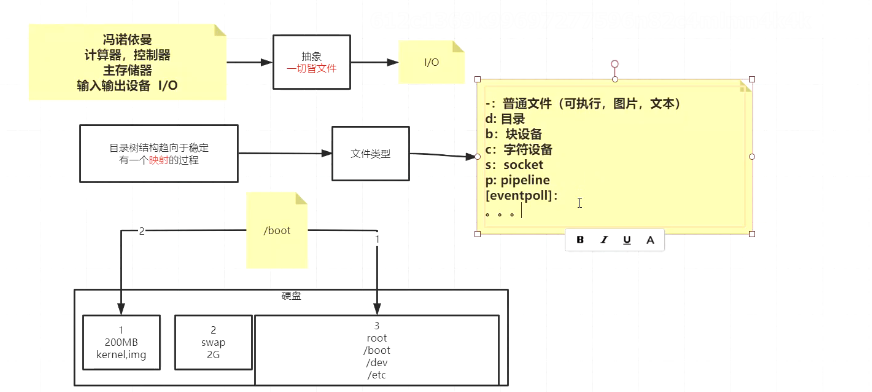 冯诺依曼
计算器，控制器
主存储器
输入输出设备 I/O
抽象
一切皆文件
I/O
-：普通文件（可执行，图片，文本）
d: 目录
b：块设备
c：字符设备
s：socket
p: pipeline
[eventpoll]：
。。。
B I U A
目录树结构趋向于稳定
有一个映射的过程
文件类型
/boot
2
1
硬盘
1
200MB
kernel,img
2
swap
2G
3
root
/boot
/dev
/etc